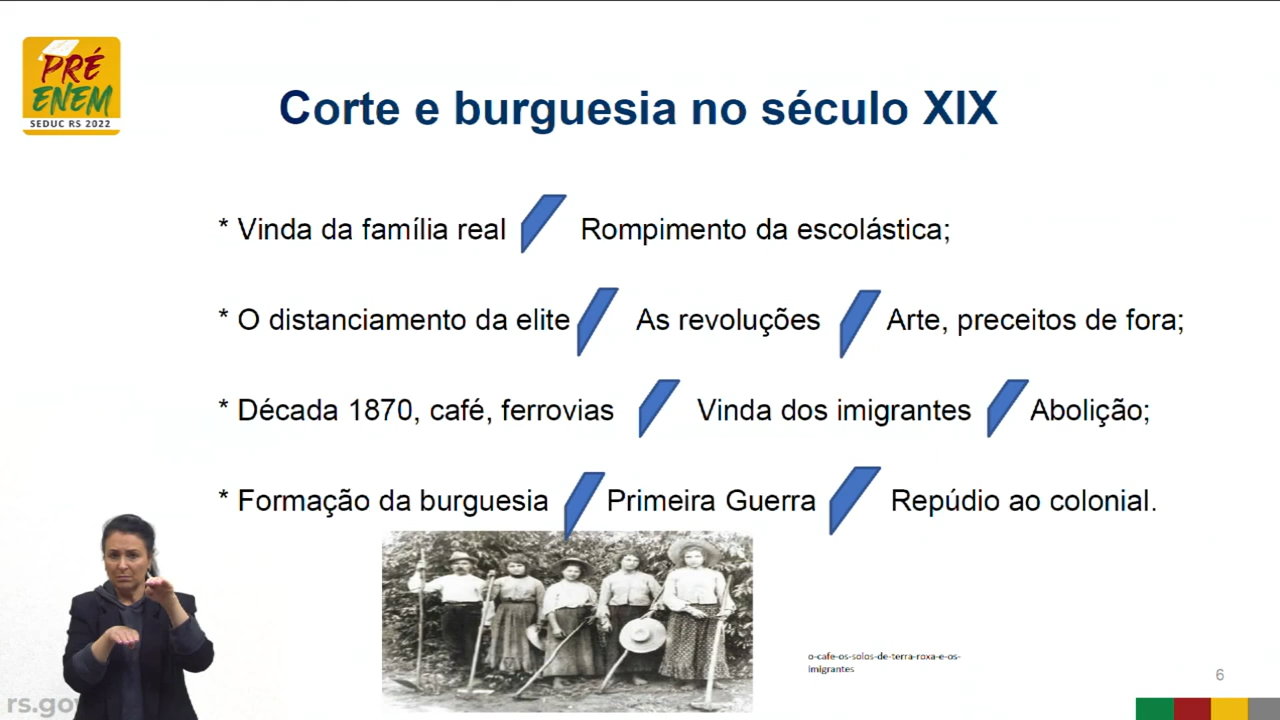 PRÉ
ENEM
SEDUC RS 2022
Corte e burguesia no século XIX
* Vinda da família real Rompimento da escolástica;
* O distanciamento da elite As revoluções Arte, preceitos de fora;
* Década 1870, café, ferrovias Vinda dos imigrantes Abolição;
* Formação da burguesia Primeira Guerra Repúdio ao colonial.
o-cafe-os-solos-de-terra-roxa-e-os-
imigrantes
6